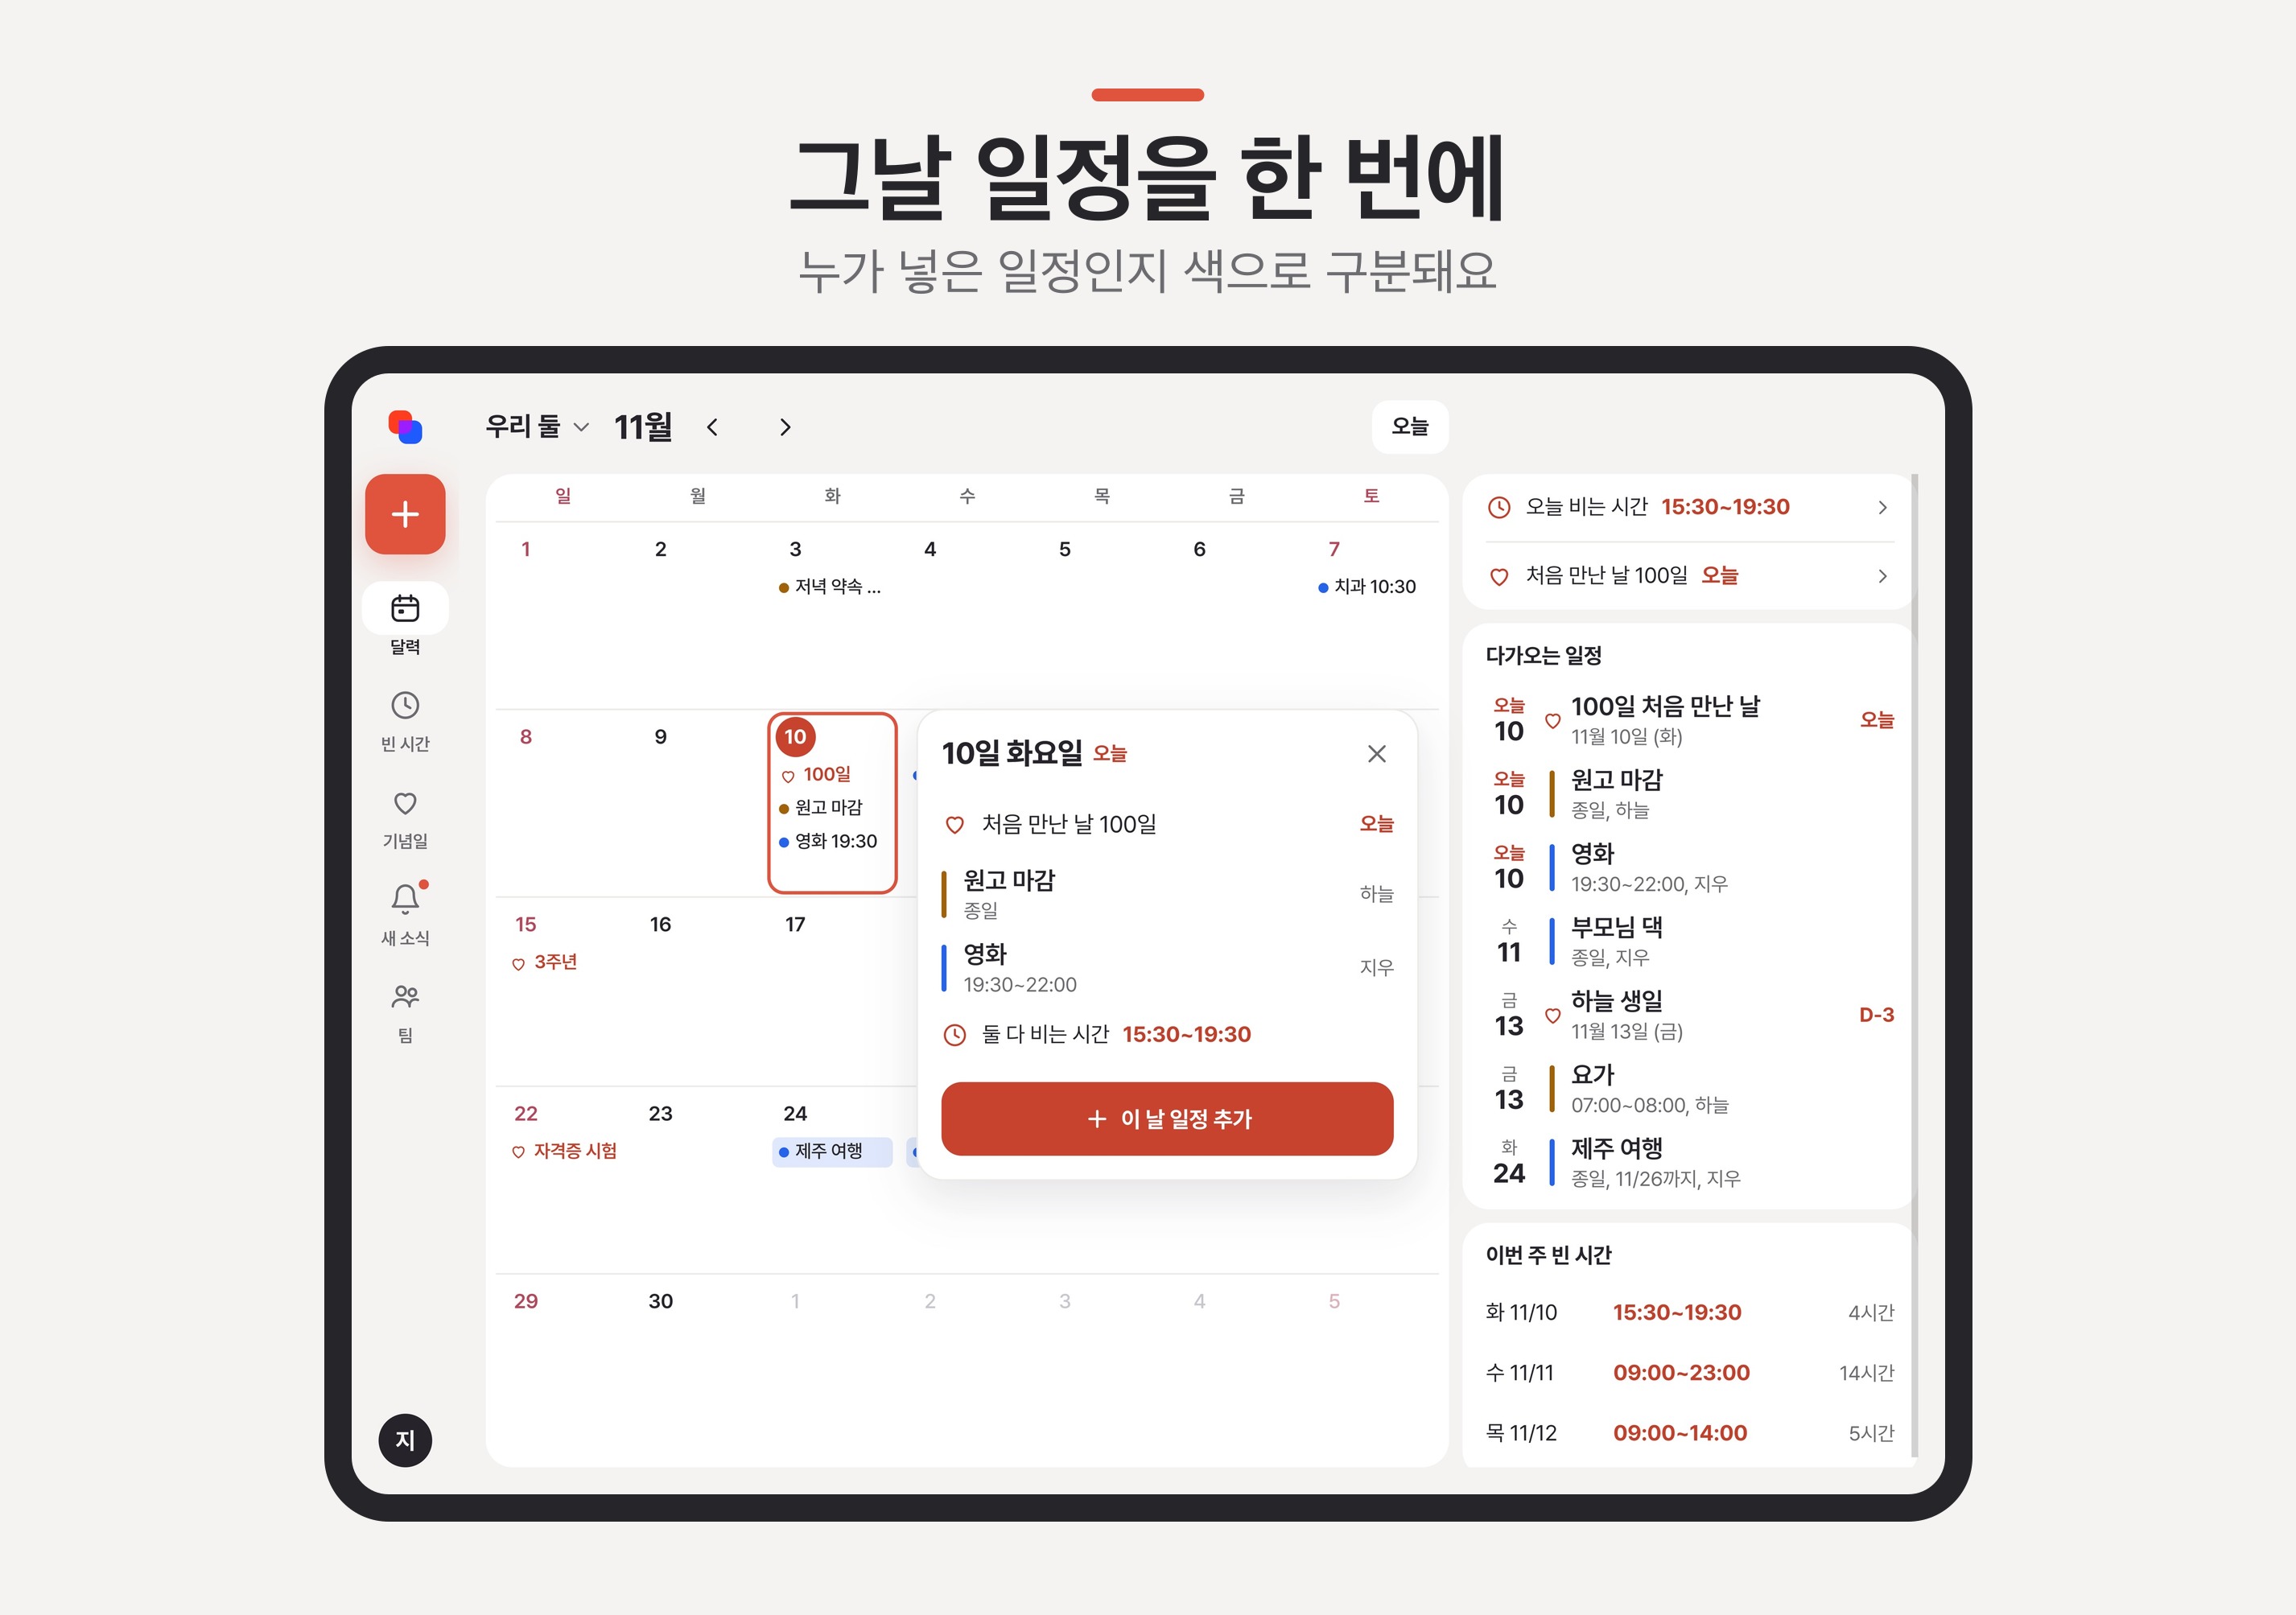 그날 일정을 한 번에
누가 넣은 일정인지 색으로 구분돼요
우리 둘 11월
오늘
일 월 화 수 목 금 토
1 2 3 4 5 6 7
저녁 약속 ...
치과 10:30
8 9 10
100일
원고 마감
영화 19:30
15 16 17
3주년
22 23 24
자격증 시험
제주 여행
29 30 1 2 3 4 5
달력
빈 시간
기념일
새 소식
팀
지
10일 화요일 오늘
처음 만난 날 100일 오늘
원고 마감
종일
하늘
영화
19:30~22:00
지우
둘 다 비는 시간 15:30~19:30
이 날 일정 추가
오늘 비는 시간 15:30~19:30
처음 만난 날 100일 오늘
다가오는 일정
오늘
10
100일 처음 만난 날
11월 10일 (화)
오늘
오늘
10
원고 마감
종일, 하늘
오늘
10
영화
19:30~22:00, 지우
수
11
부모님 댁
종일, 지우
금
13
하늘 생일
11월 13일 (금)
D-3
금
13
요가
07:00~08:00, 하늘
화
24
제주 여행
종일, 11/26까지, 지우
이번 주 빈 시간
화 11/10 15:30~19:30 4시간
수 11/11 09:00~23:00 14시간
목 11/12 09:00~14:00 5시간